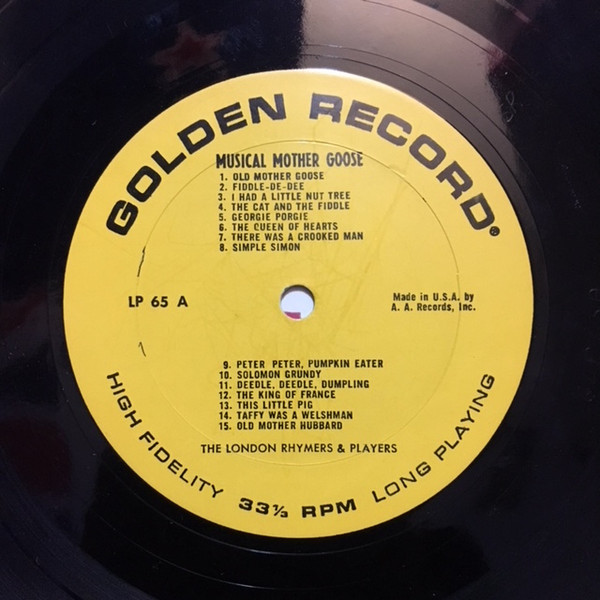 GOLDEN RECORD®
MUSICAL MOTHER GOOSE
1. OLD MOTHER GOOSE
2. FIDDLE-DE-DEE
3. I HAD A LITTLE NUT TREE
4. THE CAT AND THE FIDDLE
5. GEORGIE PORGIE
6. THE QUEEN OF HEARTS
7. THERE WAS A CROOKED MAN
8. SIMPLE SIMON
LP 65 A
Made in U.S.A. by
A. A. Records, Inc.
9. PETER PETER, PUMPKIN EATER
10. SOLOMON GRUNDY
11. DEEDLE, DEEDLE, DUMPLING
12. THE KING OF FRANCE
13. THIS LITTLE PIG
14. TAFFY WAS A WELSHMAN
15. OLD MOTHER HUBBARD
THE LONDON RHYMERS & PLAYERS
HIGH FIDELITY 33⅓ RPM LONG PLAYING